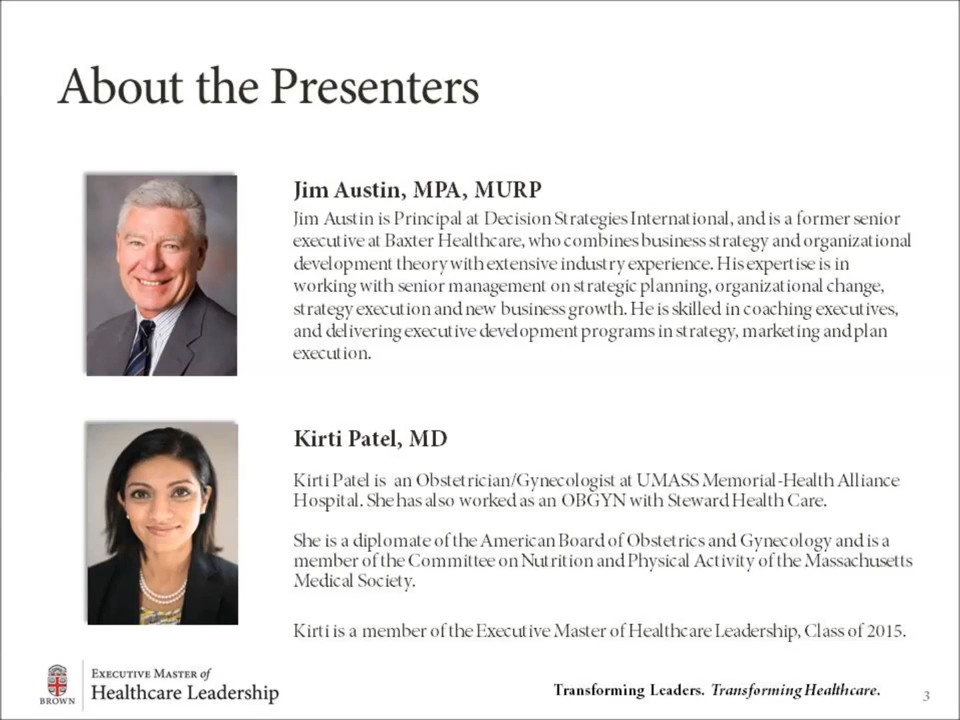 About the Presenters
Jim Austin, MPA, MURP
Jim Austin is Principal at Decision Strategies International, and is a former senior
executive at Baxter Healthcare, who combines business strategy and organizational
development theory with extensive industry experience. His expertise is in
working with senior management on strategic planning, organizational change,
strategy execution and new business growth. He is skilled in coaching executives,
and delivering executive development programs in strategy, marketing and plan
execution.
Kirti Patel, MD
Kirti Patel is an Obstetrician/Gynecologist at UMASS Memorial-Health Alliance
Hospital. She has also worked as an OBGYN with Steward Health Care.
She is a diplomate of the American Board of Obstetrics and Gynecology and is a
member of the Committee on Nutrition and Physical Activity of the Massachusetts
Medical Society.
Kirti is a member of the Executive Master of Healthcare Leadership, Class of 2015.
BROWN
Executive Master of
Healthcare Leadership
Transforming Leaders. Transforming Healthcare.
3